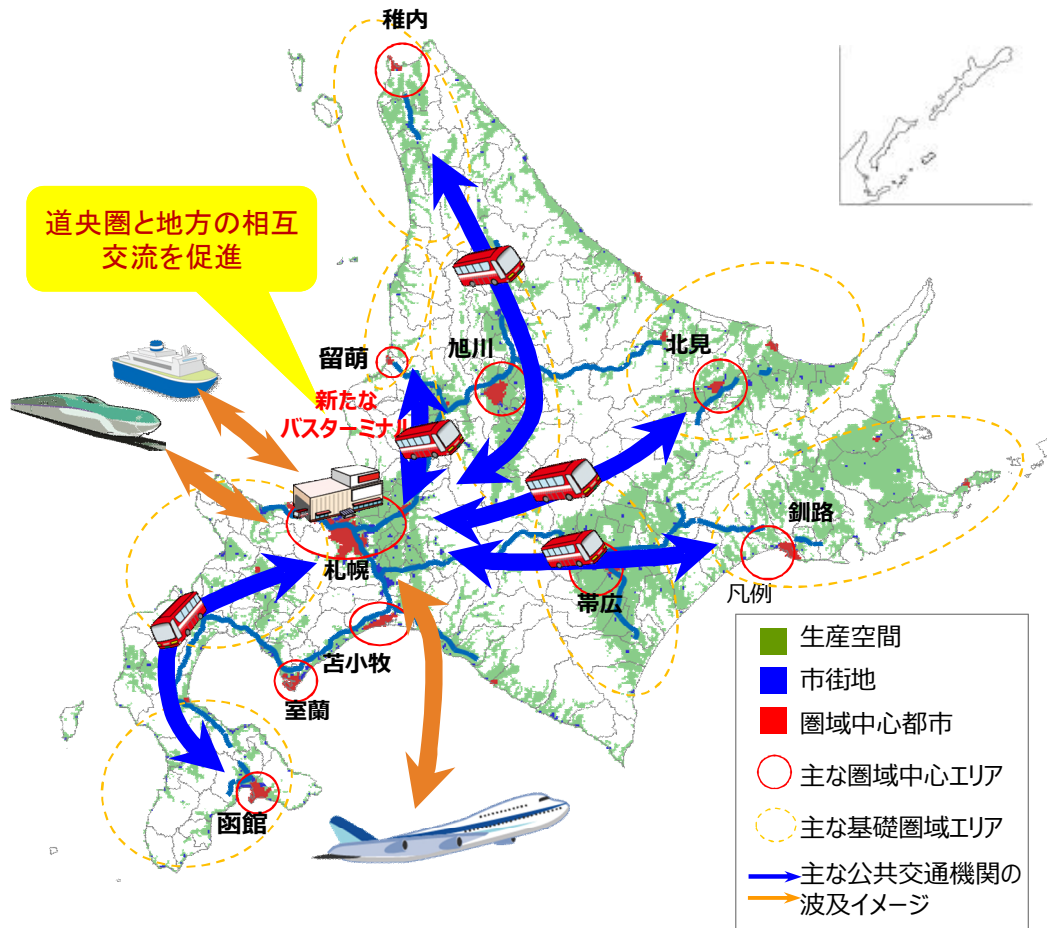 稚内
道央圏と地方の相互
交流を促進
留萌
旭川
北見
新たな
バスターミナル
釧路
札幌
帯広
苫小牧
室蘭
函館
凡例
生産空間
市街地
圏域中心都市
主な圏域中心エリア
主な基礎圏域エリア
主な公共交通機関の
波及イメージ